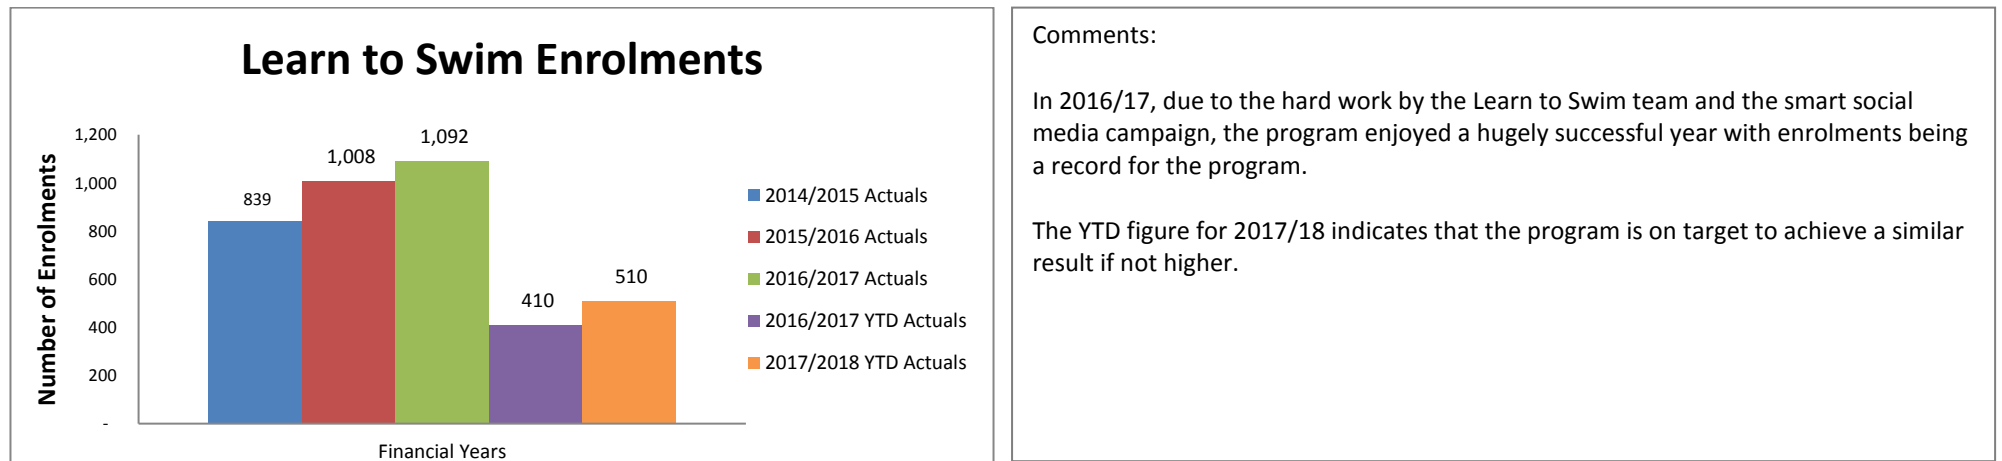 Learn to Swim Enrolments
Number of Enrolments
1,200
1,000
800
600
400
200
-
839
1,008
1,092
410
510
Financial Years
2014/2015 Actuals
2015/2016 Actuals
2016/2017 Actuals
2016/2017 YTD Actuals
2017/2018 YTD Actuals
Comments:
In 2016/17, due to the hard work by the Learn to Swim team and the smart social
media campaign, the program enjoyed a hugely successful year with enrolments being
a record for the program.
The YTD figure for 2017/18 indicates that the program is on target to achieve a similar
result if not higher.